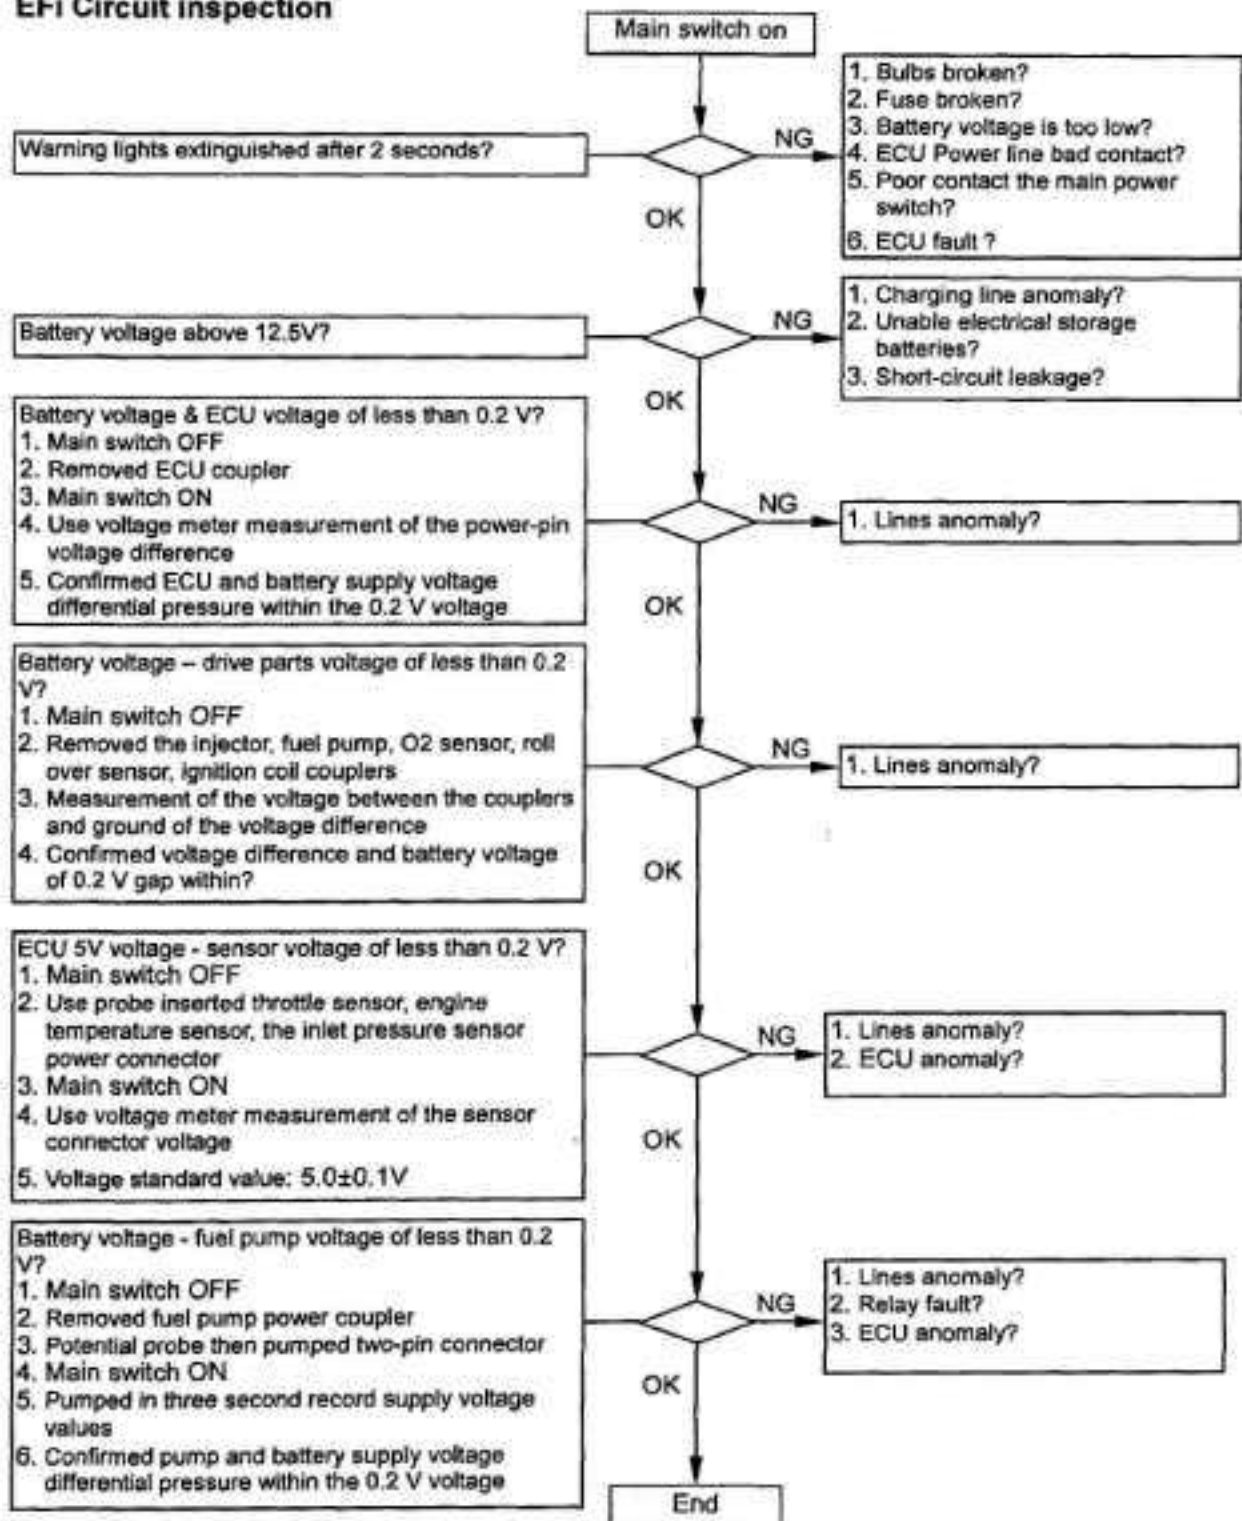 EFi Circuit inspection
Main switch on
Warning lights extinguished after 2 seconds?
NG
1. Bulbs broken?
2. Fuse broken?
3. Battery voltage is too low?
4. ECU Power line bad contact?
5. Poor contact the main power
switch?
6. ECU fault ?
OK
Battery voltage above 12.5V?
NG
1. Charging line anomaly?
2. Unable electrical storage
batteries?
3. Short-circuit leakage?
OK
Battery voltage & ECU voltage of less than 0.2 V?
1. Main switch OFF
2. Removed ECU coupler
3. Main switch ON
4. Use voltage meter measurement of the power-pin
voltage difference
5. Confirmed ECU and battery supply voltage
differential pressure within the 0.2 V voltage
NG
1. Lines anomaly?
OK
Battery voltage – drive parts voltage of less than 0.2
V?
1. Main switch OFF
2. Removed the injector, fuel pump, O2 sensor, roll
over sensor, ignition coil couplers
3. Measurement of the voltage between the couplers
and ground of the voltage difference
4. Confirmed voltage difference and battery voltage
of 0.2 V gap within?
NG
1. Lines anomaly?
OK
ECU 5V voltage - sensor voltage of less than 0.2 V?
1. Main switch OFF
2. Use probe inserted throttle sensor, engine
temperature sensor, the inlet pressure sensor
power connector
3. Main switch ON
4. Use voltage meter measurement of the sensor
connector voltage
5. Voltage standard value: 5.0±0.1V
NG
1. Lines anomaly?
2. ECU anomaly?
OK
Battery voltage - fuel pump voltage of less than 0.2
V?
1. Main switch OFF
2. Removed fuel pump power coupler
3. Potential probe then pumped two-pin connector
4. Main switch ON
5. Pumped in three second record supply voltage
values
6. Confirmed pump and battery supply voltage
differential pressure within the 0.2 V voltage
NG
1. Lines anomaly?
2. Relay fault?
3. ECU anomaly?
OK
End